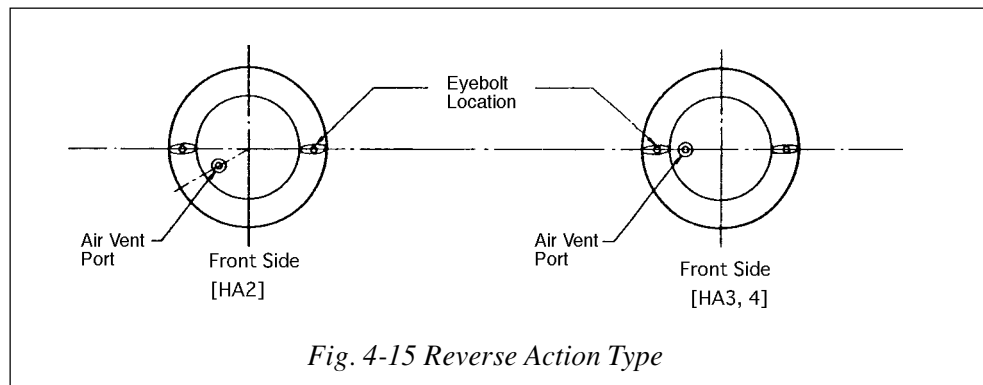 Eyebolt
Location
Air Vent
Port
Front Side
[HA2]
Air Vent
Port
Front Side
[HA3, 4]
Fig. 4-15 Reverse Action Type